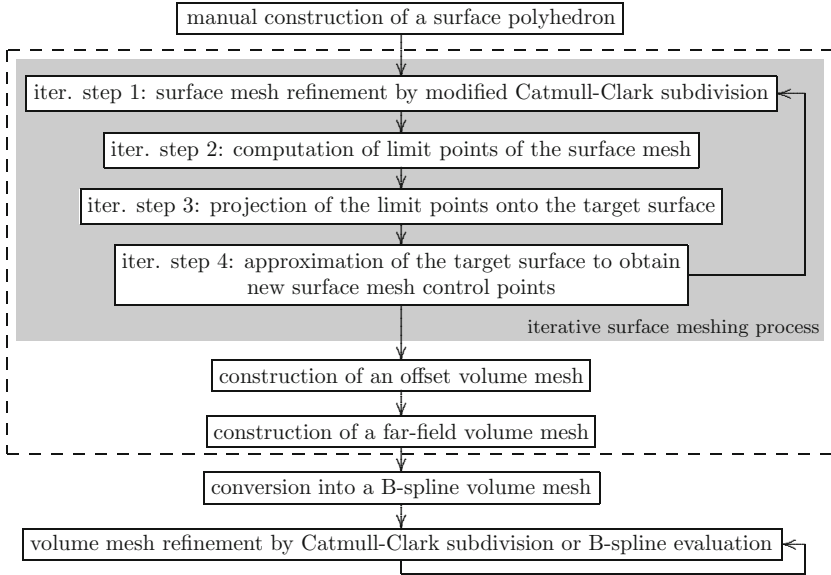 manual construction of a surface polyhedron
iter. step 1: surface mesh refinement by modified Catmull-Clark subdivision
iter. step 2: computation of limit points of the surface mesh
iter. step 3: projection of the limit points onto the target surface
iter. step 4: approximation of the target surface to obtain
new surface mesh control points
iterative surface meshing process
construction of an offset volume mesh
construction of a far-field volume mesh
conversion into a B-spline volume mesh
volume mesh refinement by Catmull-Clark subdivision or B-spline evaluation